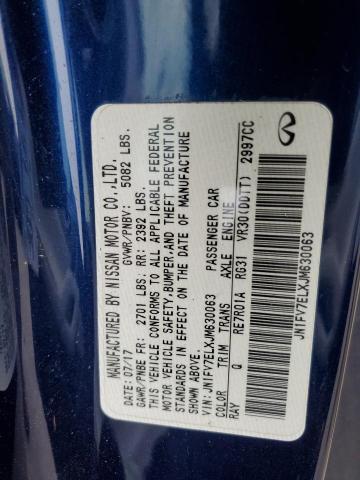 MANUFACTURED BY NISSAN MOTOR CO.,LTD.
DATE: 07/17 GVWR/PNBV: 5082 LBS.
GAWR/PNBE FR: 2701 LBS: RR: 2392 LBS.
THIS VEHICLE CONFORMS TO ALL APPLICABLE FEDERAL
MOTOR VEHICLE SAFETY,BUMPER,AND THEFT PREVENTION
STANDARDS IN EFFECT ON THE DATE OF MANUFACTURE
SHOWN ABOVE.
VIN:JN1FV7ELXJM630063 PASSENGER CAR
COLOR TRIM TRANS AXLE ENGINE
RAY Q RE7R01A RG31 VR30(DDTT) 2997CC
JN1FV7ELXJM630063